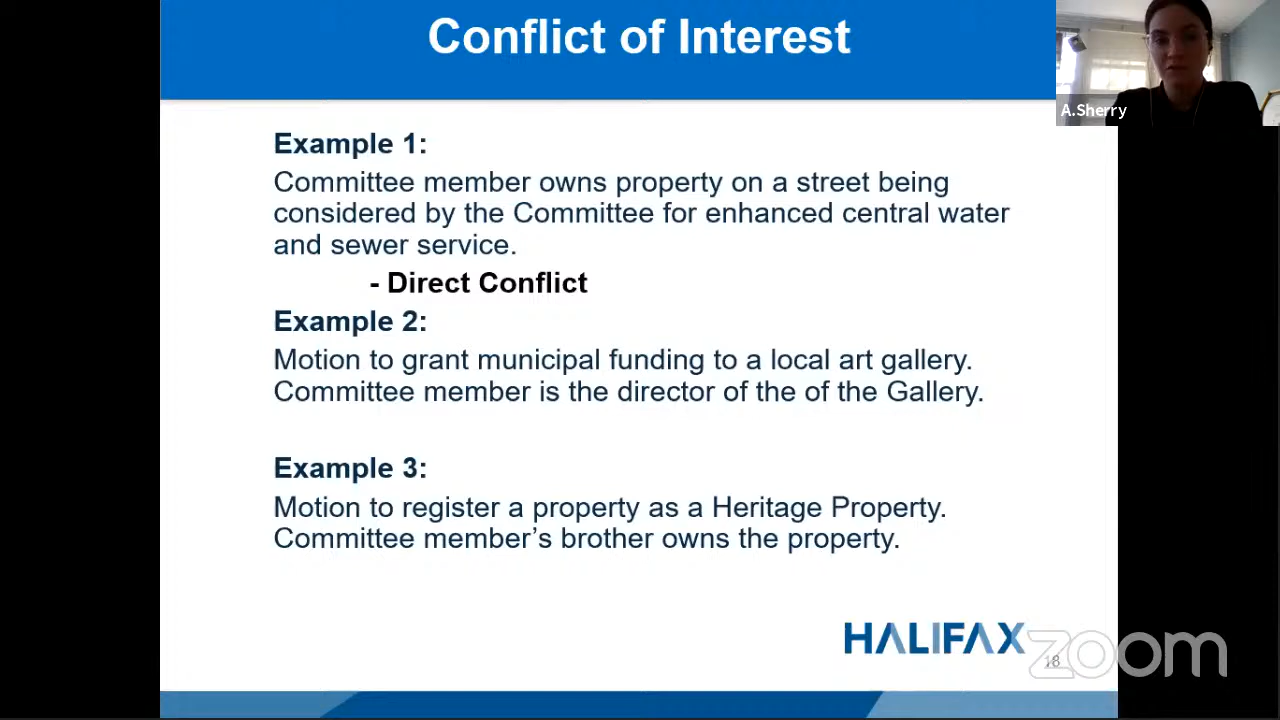 Conflict of Interest
A.Sherry
Example 1:
Committee member owns property on a street being
considered by the Committee for enhanced central water
and sewer service.
- Direct Conflict
Example 2:
Motion to grant municipal funding to a local art gallery.
Committee member is the director of the of the Gallery.
Example 3:
Motion to register a property as a Heritage Property.
Committee member’s brother owns the property.
HALIFAX
18
zoom